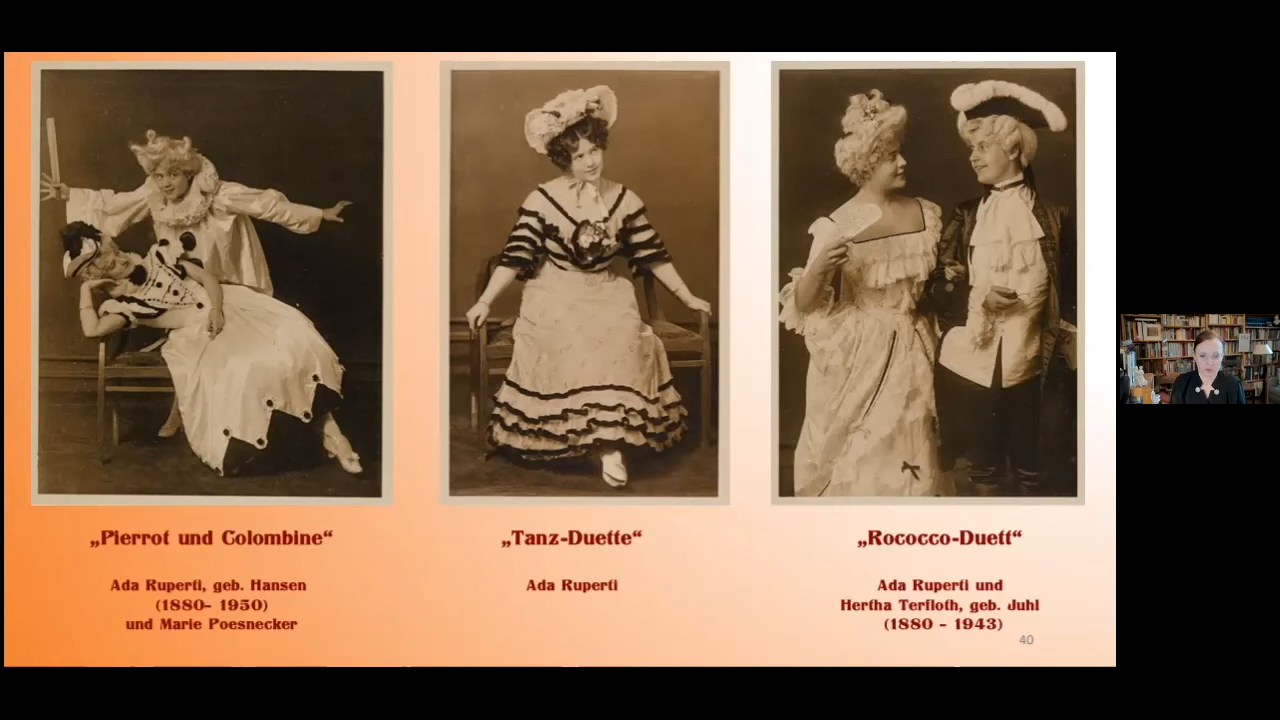 „Pierrot und Colombine“
Ada Ruperti, geb. Hansen
(1880– 1950)
und Marie Poesnecker
„Tanz-Duette“
Ada Ruperti
„Rococco-Duett“
Ada Ruperti und
Hertha Terfloth, geb. Juhl
(1880 – 1943)
40